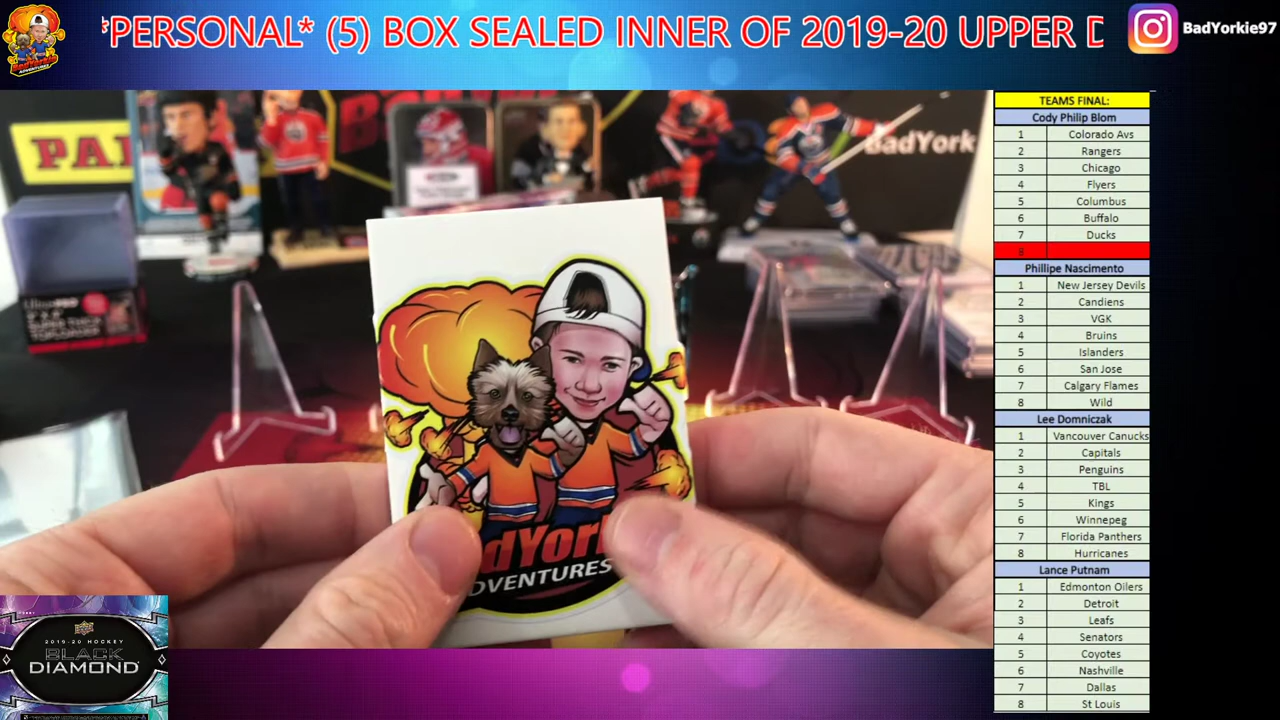 *PERSONAL* (5) BOX SEALED INNER OF 2019-20 UPPER D
BadYorkie97
TEAMS FINAL:
Cody Philip Blom
1 Colorado Avs
2 Rangers
3 Chicago
4 Flyers
5 Columbus
6 Buffalo
7 Ducks
8
Phillipe Nascimento
1 New Jersey Devils
2 Candiens
3 VGK
4 Bruins
5 Islanders
6 San Jose
7 Calgary Flames
8 Wild
Lee Domniczak
1 Vancouver Canucks
2 Capitals
3 Penguins
4 TBL
5 Kings
6 Winnepeg
7 Florida Panthers
8 Hurricanes
Lance Putnam
1 Edmonton Oilers
2 Detroit
3 Leafs
4 Senators
5 Coyotes
6 Nashville
7 Dallas
8 St Louis
PAN
BadYork
adYork
DVENTURES
2019-20 HOCKEY
BLACK
DIAMOND